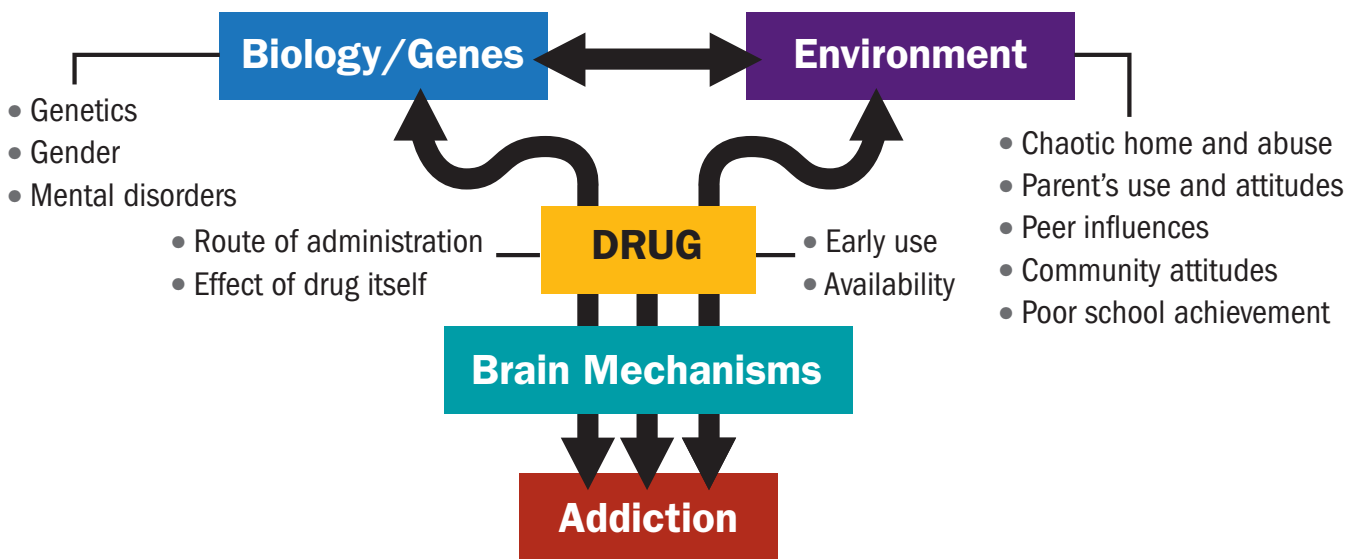 Biology/Genes
Environment
• Genetics
• Gender
• Mental disorders
• Chaotic home and abuse
• Parent's use and attitudes
• Peer influences
• Community attitudes
• Poor school achievement
• Route of administration
• Effect of drug itself
DRUG
• Early use
• Availability
Brain Mechanisms
Addiction